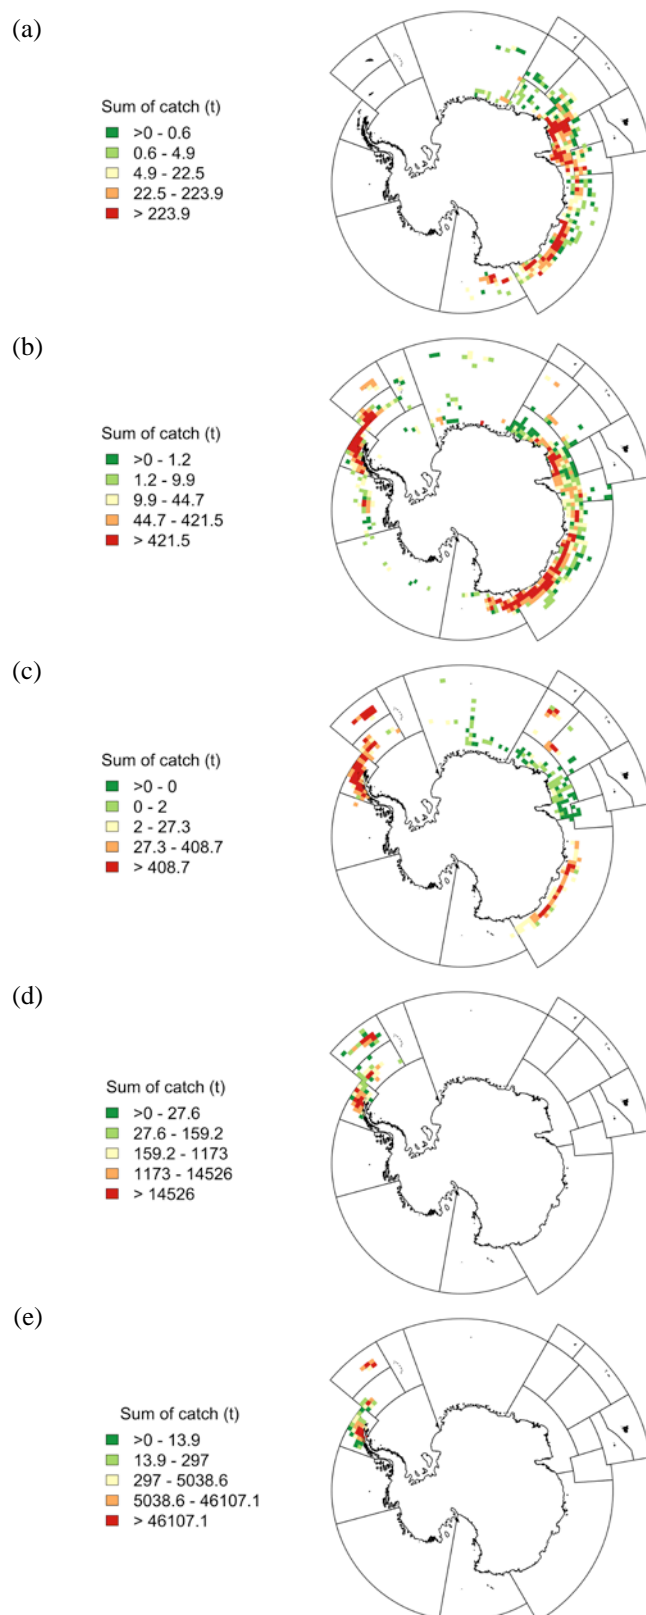 (a)
Sum of catch (t)
>0 - 0.6
0.6 - 4.9
4.9 - 22.5
22.5 - 223.9
> 223.9
(b)
Sum of catch (t)
>0 - 1.2
1.2 - 9.9
9.9 - 44.7
44.7 - 421.5
> 421.5
(c)
Sum of catch (t)
>0 - 0
0 - 2
2 - 27.3
27.3 - 408.7
> 408.7
(d)
Sum of catch (t)
>0 - 27.6
27.6 - 159.2
159.2 - 1173
1173 - 14526
> 14526
(e)
Sum of catch (t)
>0 - 13.9
13.9 - 297
297 - 5038.6
5038.6 - 46107.1
> 46107.1